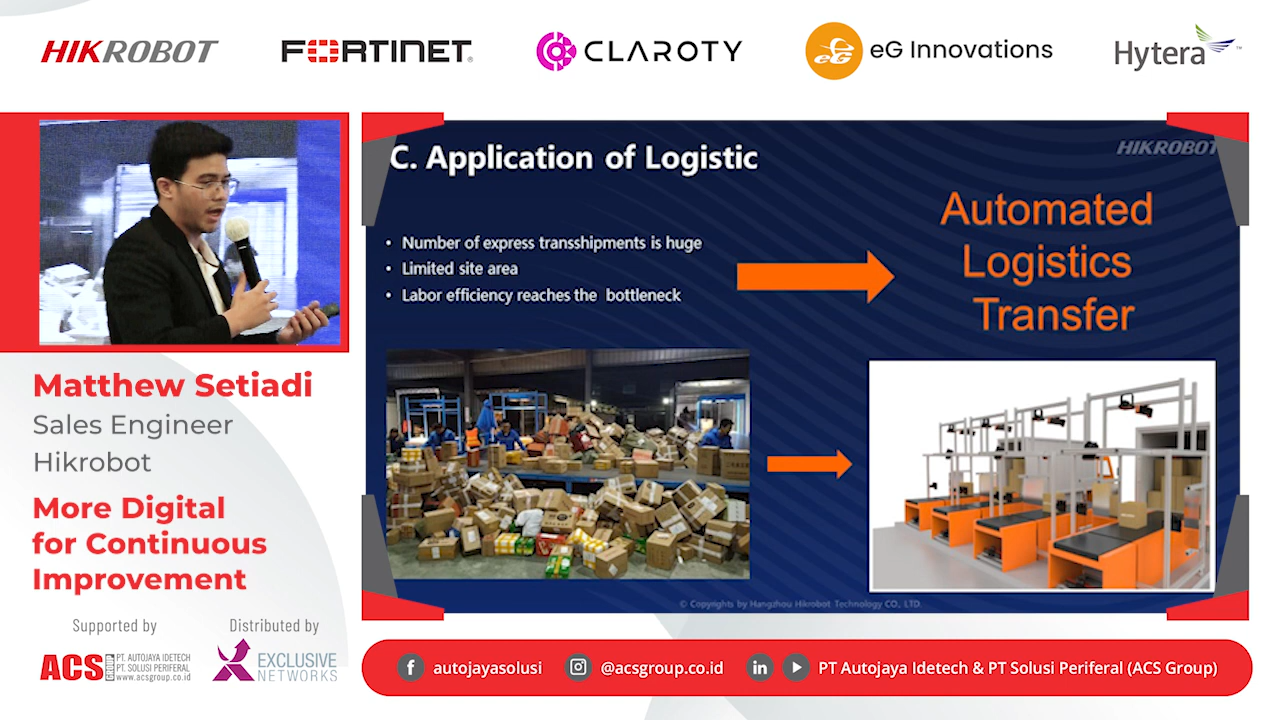 HIKROBOT
FORTINET
CLAROTY
eG eG Innovations
Hytera
Matthew Setiadi
Sales Engineer
Hikrobot
More Digital
for Continuous
Improvement
Supported by
ACS GROUP PT. AUTOJAYA IDETECH
PT. SOLUSI PERIFERAL
www.acsgroup.co.id
Distributed by
EXCLUSIVE
NETWORKS
HIKROBOT
C. Application of Logistic
• Number of express transshipments is huge
• Limited site area
• Labor efficiency reaches the bottleneck
Automated
Logistics
Transfer
© Copyrights by Hangzhou Hikrobot Technology CO., LTD.
autojayasolusi
@acsgroup.co.id
in
PT Autojaya Idetech & PT Solusi Periferal (ACS Group)